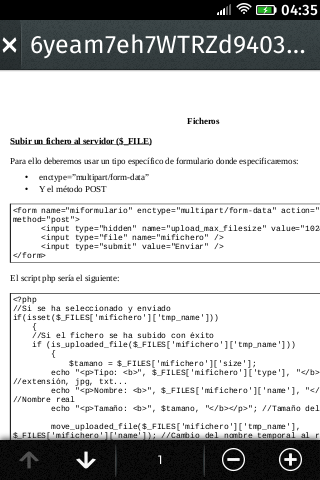 04:35
6yeam7eh7WTRZd9403...
Ficheros
Subir un fichero al servidor ($_FILE)
Para ello deberemos usar un tipo específico de formulario donde especificaremos:
• enctype="multipart/form-data"
• Y el método POST
<form name="miformulario" enctype="multipart/form-data" action="
method="post">
<input type="hidden" name="upload_max_filesize" value="102
<input type="file" name="mifichero" />
<input type="submit" value="Enviar" />
</form>
El script php sería el siguiente:
<?php
//Si se ha seleccionado y enviado
if(isset($_FILES['mifichero']['tmp_name']))
{
//Si el fichero se ha subido con éxito
if (is_uploaded_file($_FILES['mifichero']['tmp_name']))
{
$tamano = $_FILES['mifichero']['size'];
echo "<p>Tipo: <b>", $_FILES['mifichero']['type'], "</b>
//extensión, jpg, txt...
echo "<p>Nombre: <b>", $_FILES['mifichero']['name'], "</
//Nombre real
echo "<p>Tamaño: <b>", $tamano, "</b></p>"; //Tamaño del
move_uploaded_file($_FILES['mifichero']['tmp_name'],
$_FILES['mifichero']['name']); //Cambio del nombre temporal al r
1